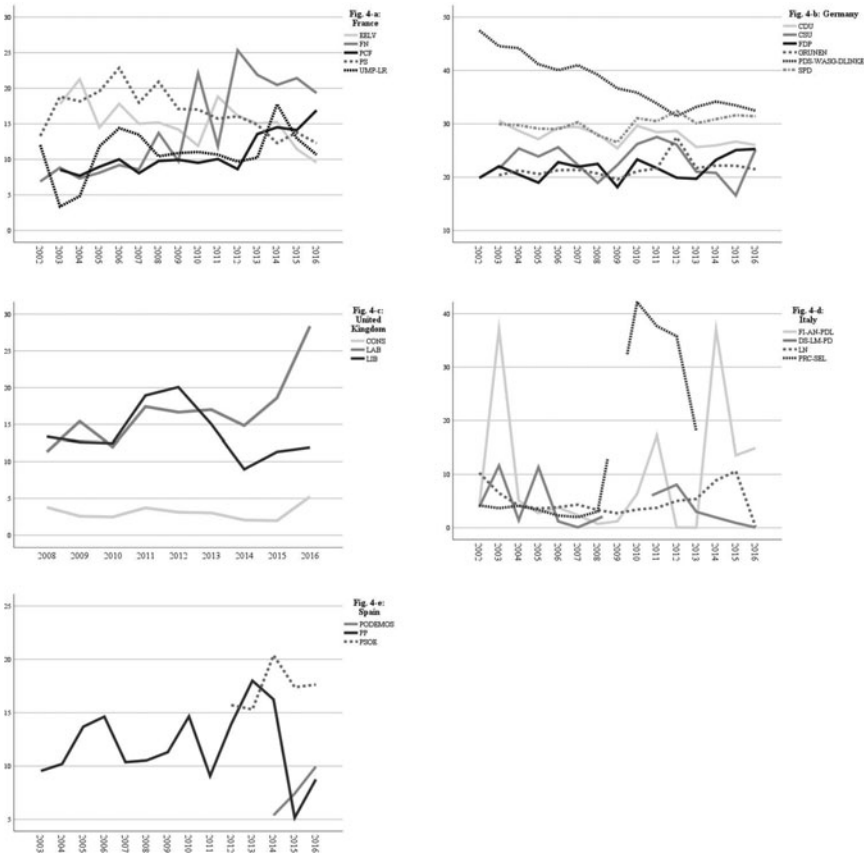 Fig. 4-a:
France
EELV
FN
PCF
PS
UMP-LR
30
25
20
15
10
5
0
2002
2003
2004
2005
2006
2007
2008
2009
2010
2011
2012
2013
2014
2015
2016
Fig. 4-b: Germany
CDU
CSU
FDP
GRUNEN
PDS-WASG-DLINKE
SPD
50
40
30
20
10
2002
2003
2004
2005
2006
2007
2008
2009
2010
2011
2012
2013
2014
2015
2016
Fig. 4-c:
United
Kingdom
CONS
LAB
LIB
30
25
20
15
10
5
0
2008 2009 2010 2011 2012 2013 2014 2015 2016
Fig. 4-d:
Italy
FI-AN-PDL
DS-LM-PD
LN
PRC-SEL
40
30
20
10
0
2002
2003
2004
2005
2006
2007
2008
2009
2010
2011
2012
2013
2014
2015
2016
Fig. 4-e:
Spain
PODEMOS
PP
PSOE
25
20
15
10
5
2003
2004
2005
2006
2007
2008
2009
2010
2011
2012
2013
2014
2015
2016